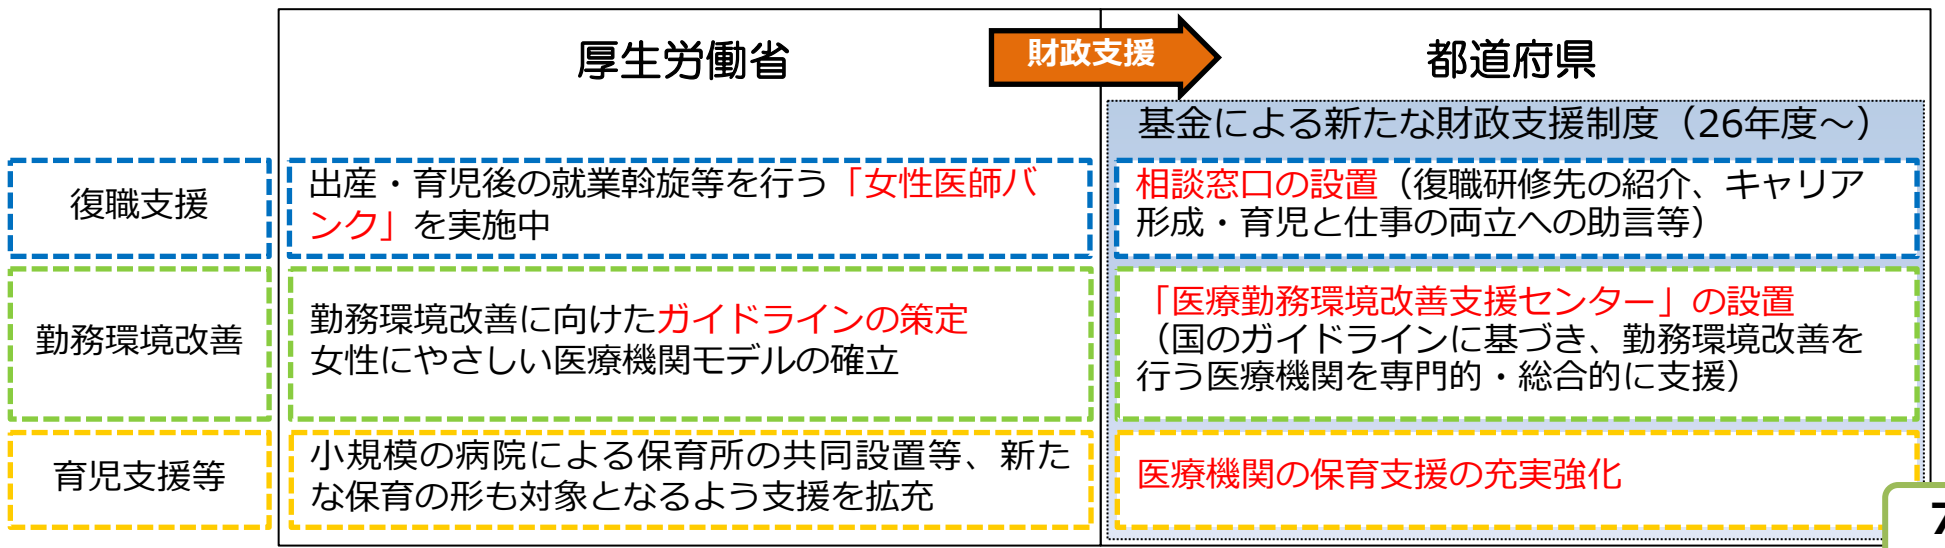 厚生労働省
財政支援
都道府県
基金による新たな財政支援制度（26年度～）
復職支援
出産・育児後の就業斡旋等を行う「女性医師バ
ンク」を実施中
相談窓口の設置（復職研修先の紹介、キャリア
形成・育児と仕事の両立への助言等）
勤務環境改善
勤務環境改善に向けたガイドラインの策定
女性にやさしい医療機関モデルの確立
「医療勤務環境改善支援センター」の設置
（国のガイドラインに基づき、勤務環境改善を
行う医療機関を専門的・総合的に支援）
育児支援等
小規模の病院による保育所の共同設置等、新た
な保育の形も対象となるよう支援を拡充
医療機関の保育支援の充実強化
7